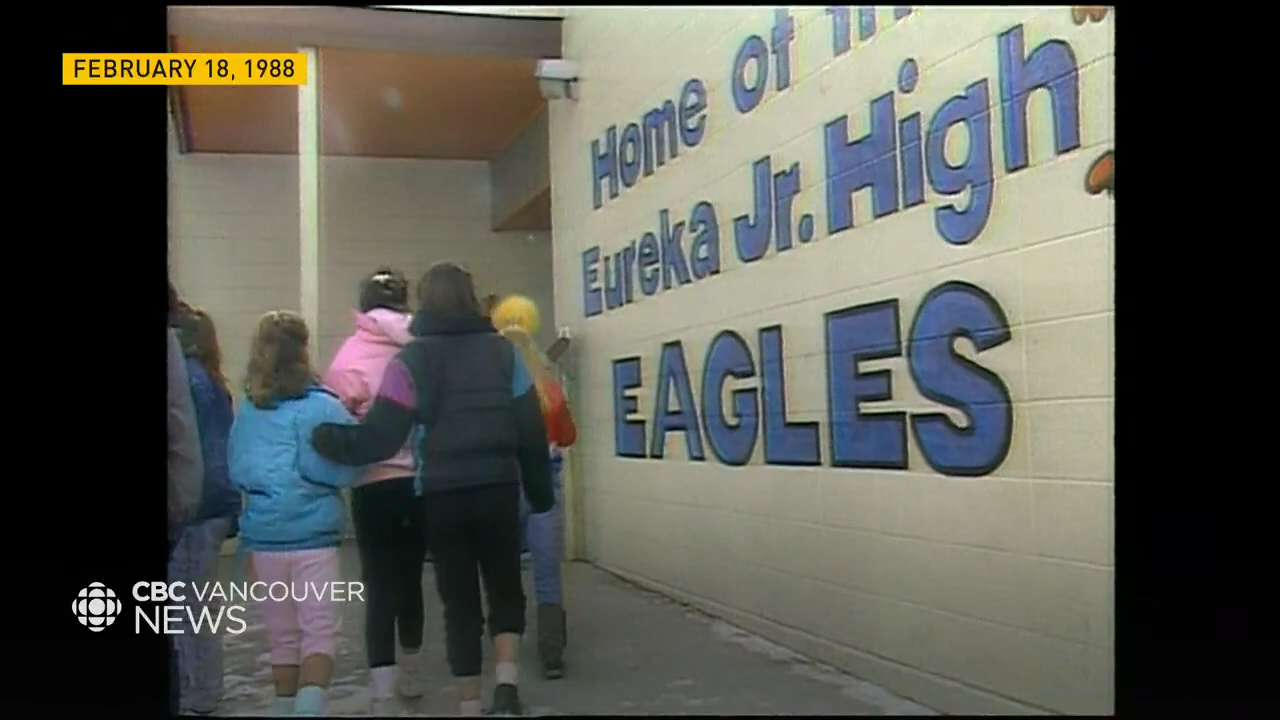 FEBRUARY 18, 1988
Home of
Eureka Jr. High
EAGLES
CBC VANCOUVER
NEWS